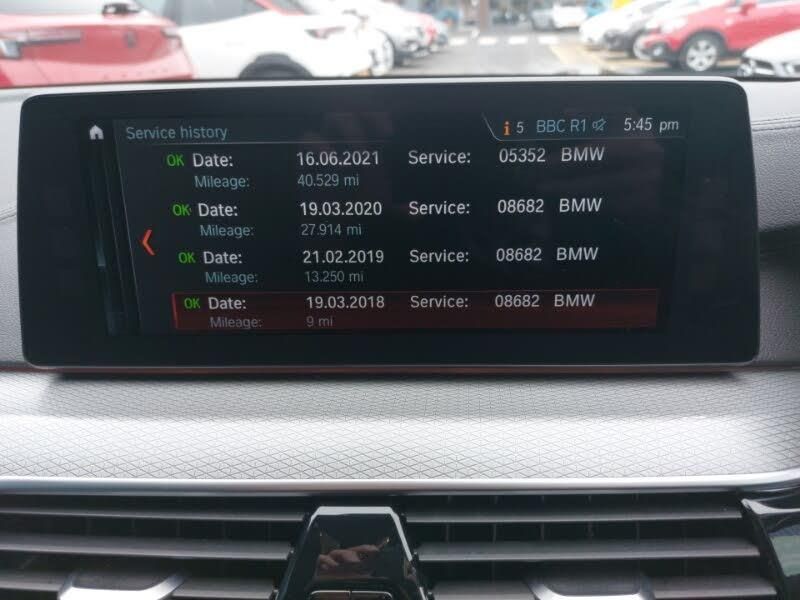 Service history i 5 BBC R1 5:45 pm
OK Date: 16.06.2021 Service: 05352 BMW
Mileage: 40.529 mi
OK Date: 19.03.2020 Service: 08682 BMW
Mileage: 27.914 mi
OK Date: 21.02.2019 Service: 08682 BMW
Mileage: 13.250 mi
OK Date: 19.03.2018 Service: 08682 BMW
Mileage: 9 mi